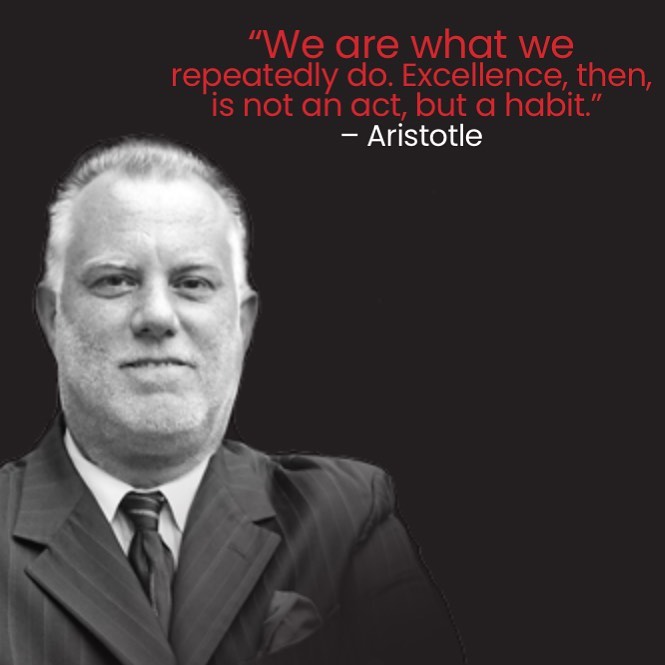 “We are what we
repeatedly do. Excellence, then,
is not an act, but a habit.”
– Aristotle